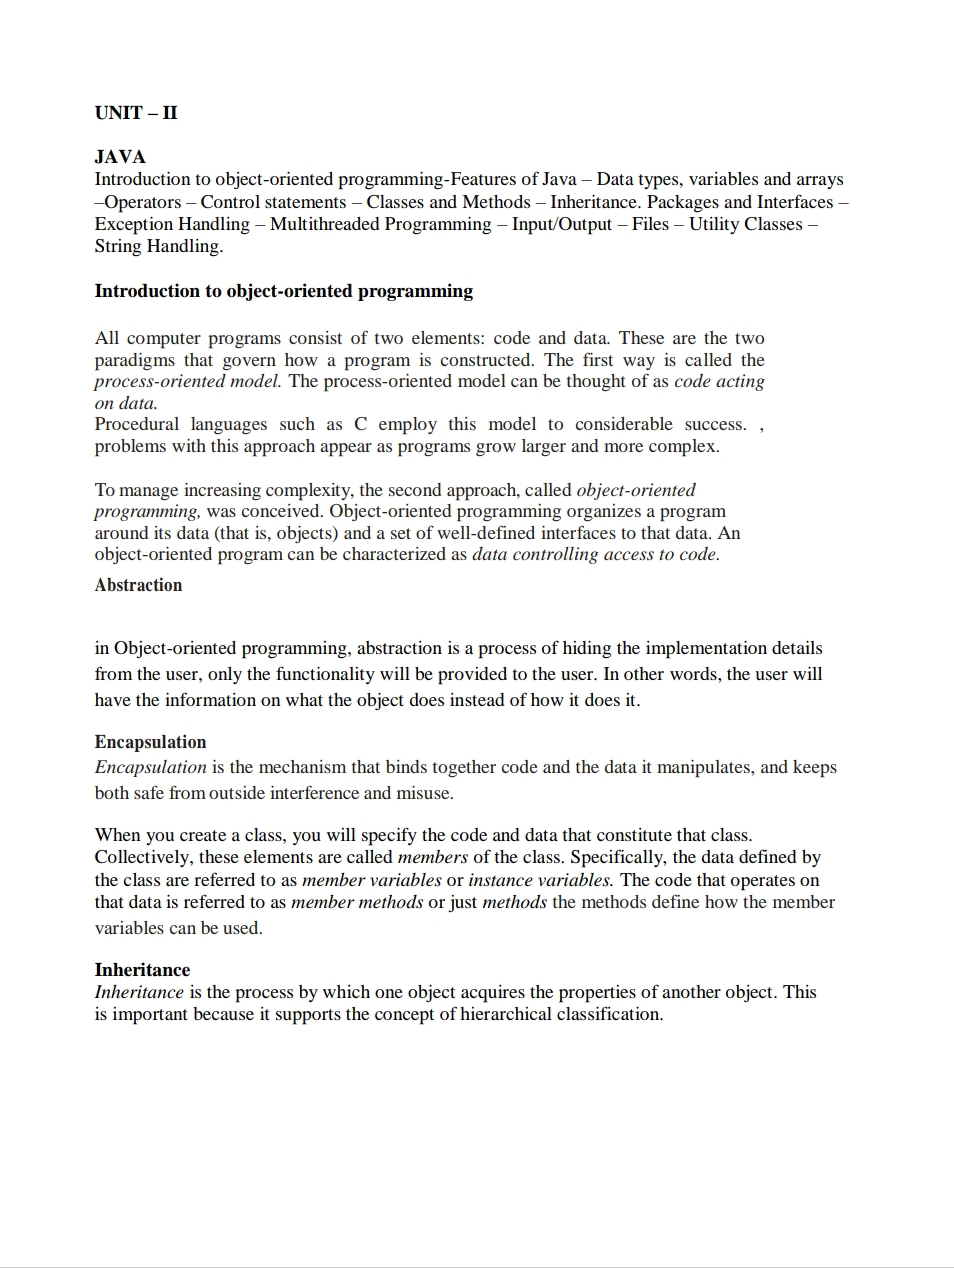 UNIT – II
JAVA
Introduction to object-oriented programming-Features of Java – Data types, variables and arrays
–Operators – Control statements – Classes and Methods – Inheritance. Packages and Interfaces –
Exception Handling – Multithreaded Programming – Input/Output – Files – Utility Classes –
String Handling.
Introduction to object-oriented programming
All computer programs consist of two elements: code and data. These are the two
paradigms that govern how a program is constructed. The first way is called the
process-oriented model. The process-oriented model can be thought of as code acting
on data.
Procedural languages such as C employ this model to considerable success. ,
problems with this approach appear as programs grow larger and more complex.
To manage increasing complexity, the second approach, called object-oriented
programming, was conceived. Object-oriented programming organizes a program
around its data (that is, objects) and a set of well-defined interfaces to that data. An
object-oriented program can be characterized as data controlling access to code.
Abstraction
in Object-oriented programming, abstraction is a process of hiding the implementation details
from the user, only the functionality will be provided to the user. In other words, the user will
have the information on what the object does instead of how it does it.
Encapsulation
Encapsulation is the mechanism that binds together code and the data it manipulates, and keeps
both safe from outside interference and misuse.
When you create a class, you will specify the code and data that constitute that class.
Collectively, these elements are called members of the class. Specifically, the data defined by
the class are referred to as member variables or instance variables. The code that operates on
that data is referred to as member methods or just methods the methods define how the member
variables can be used.
Inheritance
Inheritance is the process by which one object acquires the properties of another object. This
is important because it supports the concept of hierarchical classification.